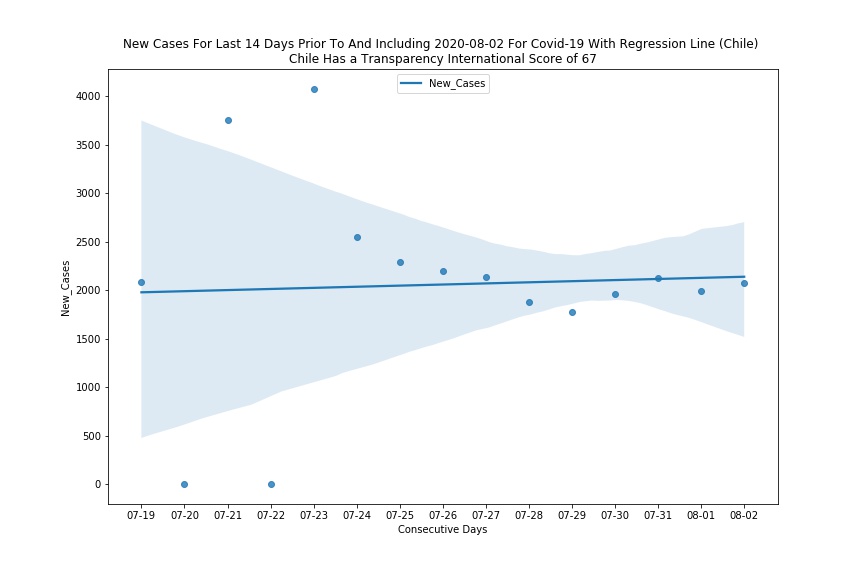 New Cases For Last 14 Days Prior To And Including 2020-08-02 For Covid-19 With Regression Line (Chile)
Chile Has a Transparency International Score of 67
New_Cases
4000
3500
3000
2500
2000
1500
1000
500
0
New_Cases
07-19 07-20 07-21 07-22 07-23 07-24 07-25 07-26 07-27 07-28 07-29 07-30 07-31 08-01 08-02
Consecutive Days